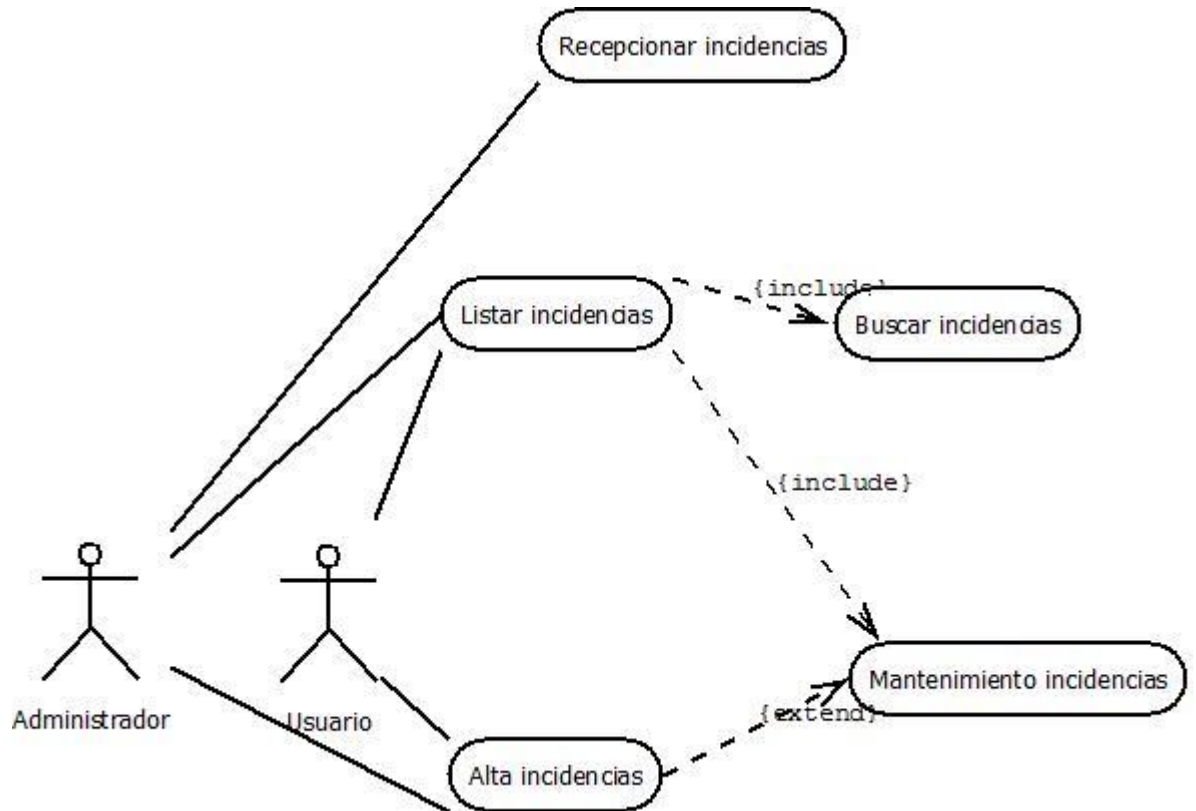 Recepcionar incidencias
Listar incidencias
{include}
Buscar incidencias
{include}
Mantenimiento incidencias
Administrador
Usuario
{extend}
Alta incidencias